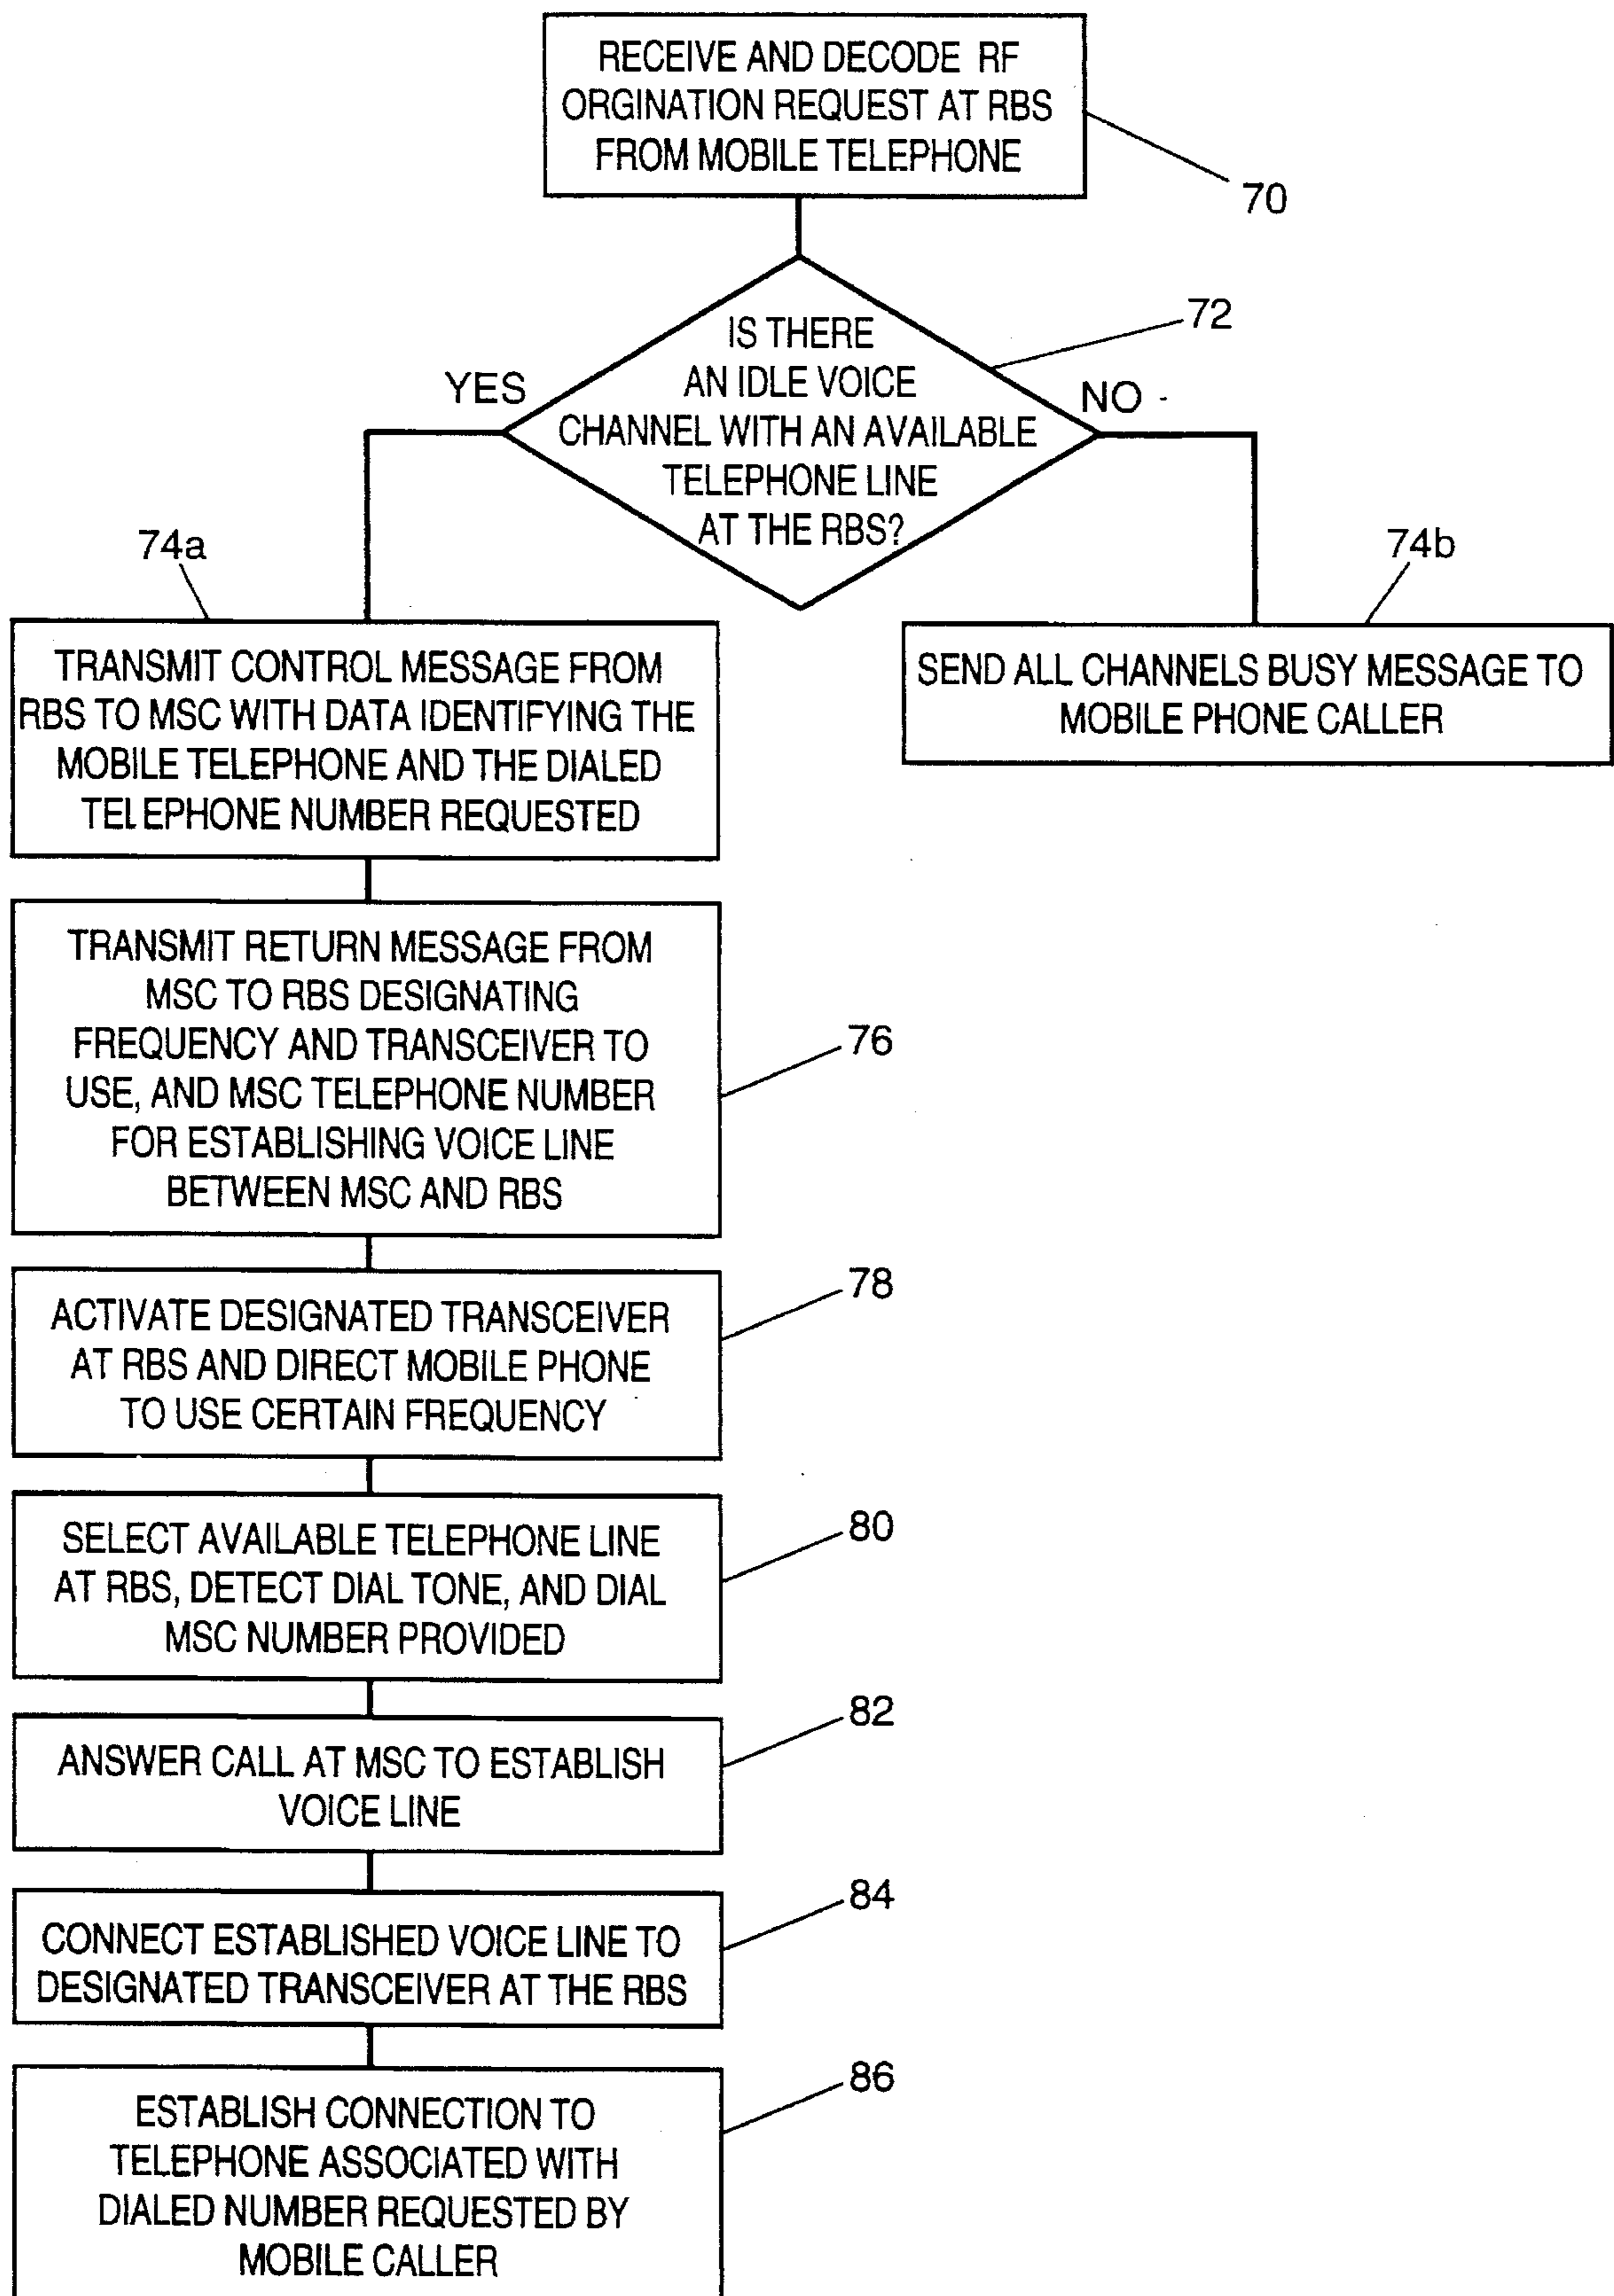 RECEIVE AND DECODE RF
ORGINATION REQUEST AT RBS
FROM MOBILE TELEPHONE
70
IS THERE
AN IDLE VOICE
CHANNEL WITH AN AVAILABLE
TELEPHONE LINE
AT THE RBS?
72
YES
NO
74a
74b
TRANSMIT CONTROL MESSAGE FROM
RBS TO MSC WITH DATA IDENTIFYING THE
MOBILE TELEPHONE AND THE DIALED
TELEPHONE NUMBER REQUESTED
SEND ALL CHANNELS BUSY MESSAGE TO
MOBILE PHONE CALLER
TRANSMIT RETURN MESSAGE FROM
MSC TO RBS DESIGNATING
FREQUENCY AND TRANSCEIVER TO
USE, AND MSC TELEPHONE NUMBER
FOR ESTABLISHING VOICE LINE
BETWEEN MSC AND RBS
76
ACTIVATE DESIGNATED TRANSCEIVER
AT RBS AND DIRECT MOBILE PHONE
TO USE CERTAIN FREQUENCY
78
SELECT AVAILABLE TELEPHONE LINE
AT RBS, DETECT DIAL TONE, AND DIAL
MSC NUMBER PROVIDED
80
ANSWER CALL AT MSC TO ESTABLISH
VOICE LINE
82
CONNECT ESTABLISHED VOICE LINE TO
DESIGNATED TRANSCEIVER AT THE RBS
84
ESTABLISH CONNECTION TO
TELEPHONE ASSOCIATED WITH
DIALED NUMBER REQUESTED BY
MOBILE CALLER
86